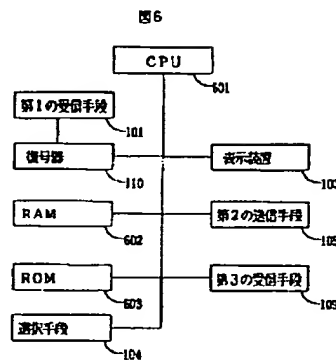 図6
CPU
601
第1の受信手段
101
復号器
110
表示装置
103
RAM
602
第2の送信手段
105
ROM
603
第3の受信手段
109
選択手段
104